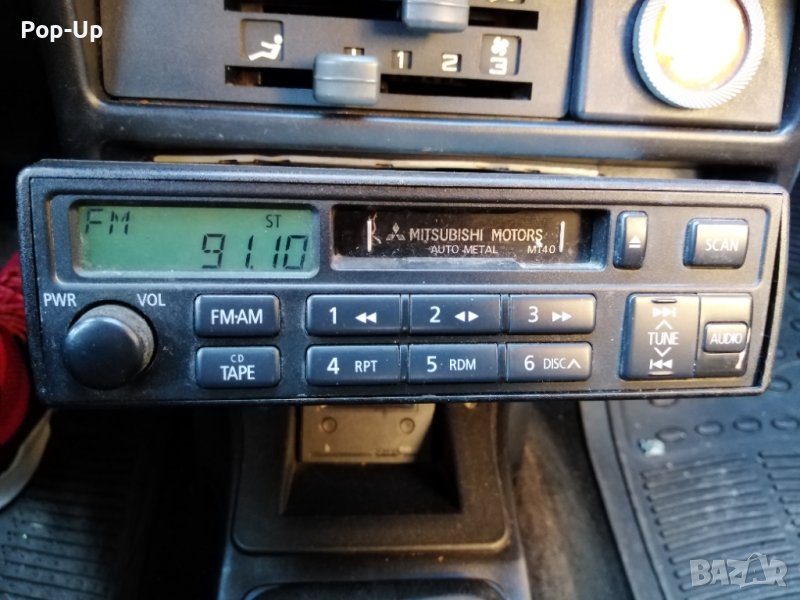 Pop-Up
1 2 3
FM ST
91.10
MITSUBISHI MOTORS
AUTO METAL MT40
SCAN
PWR VOL
FM·AM
1 ◀◀
2 ◀▶
3 ▶▶
TUNE
AUDIO
CD
TAPE
4 RPT
5 RDM
6 DISC
BAZAR